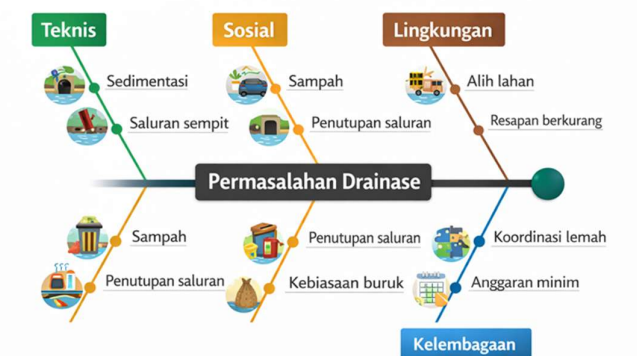 Teknis
Sosial
Lingkungan
Sedimentasi
Sampah
Alih lahan
Saluran sempit
Penutupan saluran
Resapan berkurang
Permasalahan Drainase
Sampah
Penutupan saluran
Koordinasi lemah
Penutupan saluran
Kebiasaan buruk
Anggaran minim
Kelembagaan